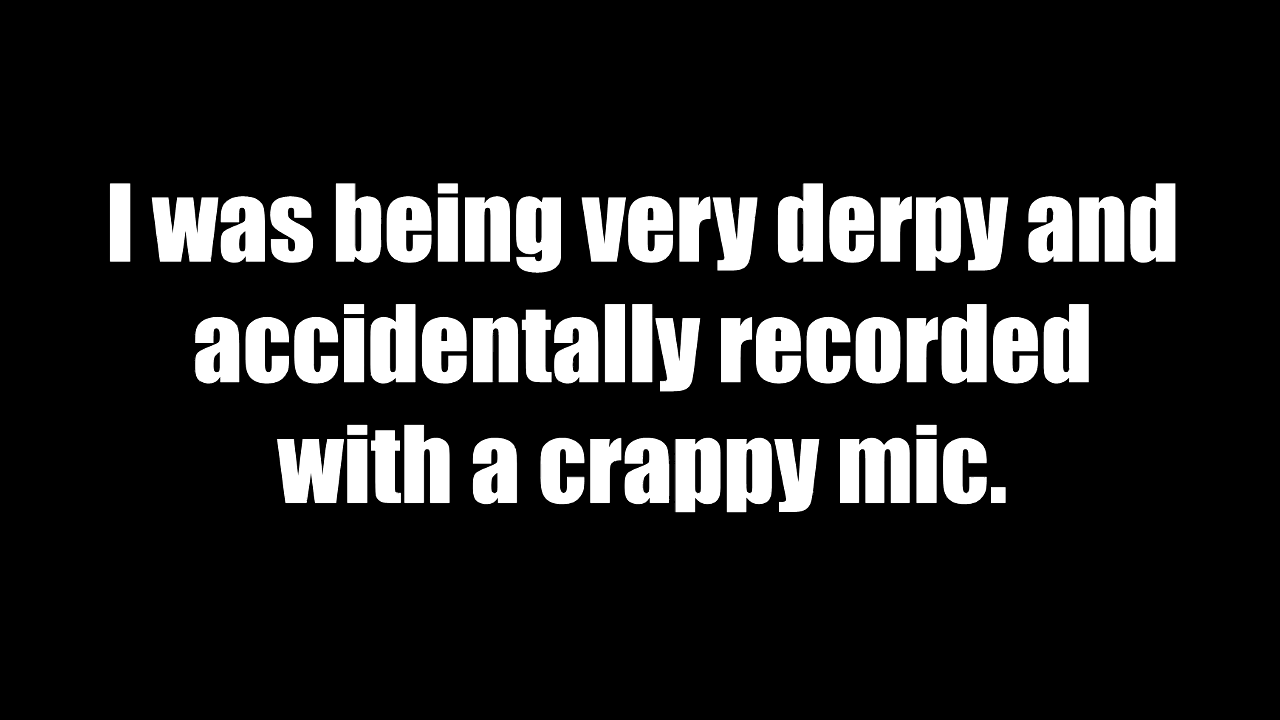 I was being very derpy and
accidentally recorded
with a crappy mic.